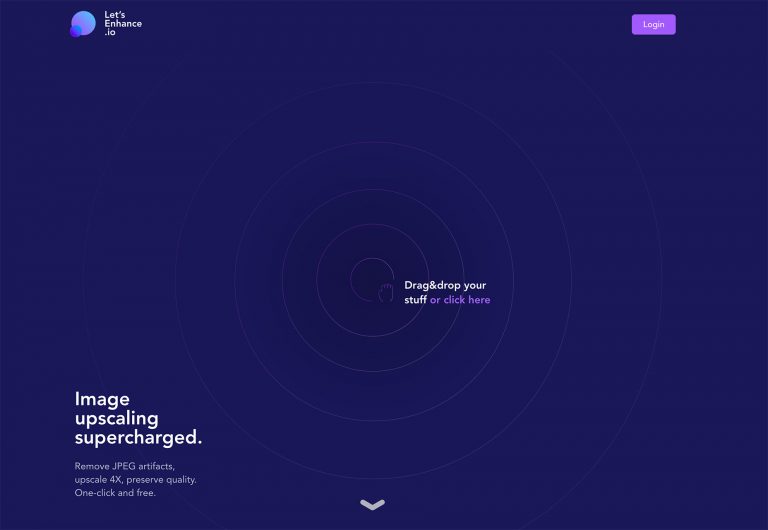 Let's
Enhance
.io
Login
Drag&drop your
stuff or click here
Image
upscaling
supercharged.
Remove JPEG artifacts,
upscale 4X, preserve quality.
One-click and free.